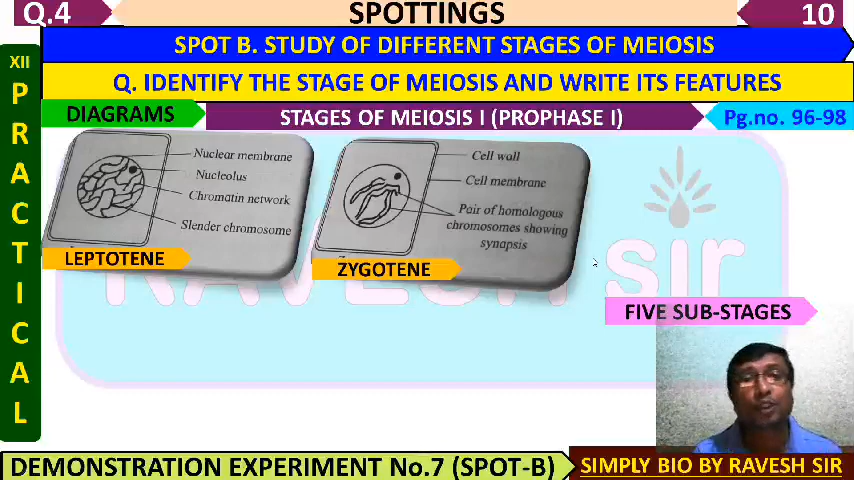 Q.4
SPOTTINGS
10
SPOT B. STUDY OF DIFFERENT STAGES OF MEIOSIS
Q. IDENTIFY THE STAGE OF MEIOSIS AND WRITE ITS FEATURES
XII
PRACTICAL
DIAGRAMS
STAGES OF MEIOSIS I (PROPHASE I)
Pg.no. 96-98
Nuclear membrane
Nucleolus
Chromatin network
Slender chromosome
LEPTOTENE
Cell wall
Cell membrane
Pair of homologous
chromosomes showing
synapsis
ZYGOTENE
RAVESH sir
FIVE SUB-STAGES
DEMONSTRATION EXPERIMENT No.7 (SPOT-B)
SIMPLY BIO BY RAVESH SIR